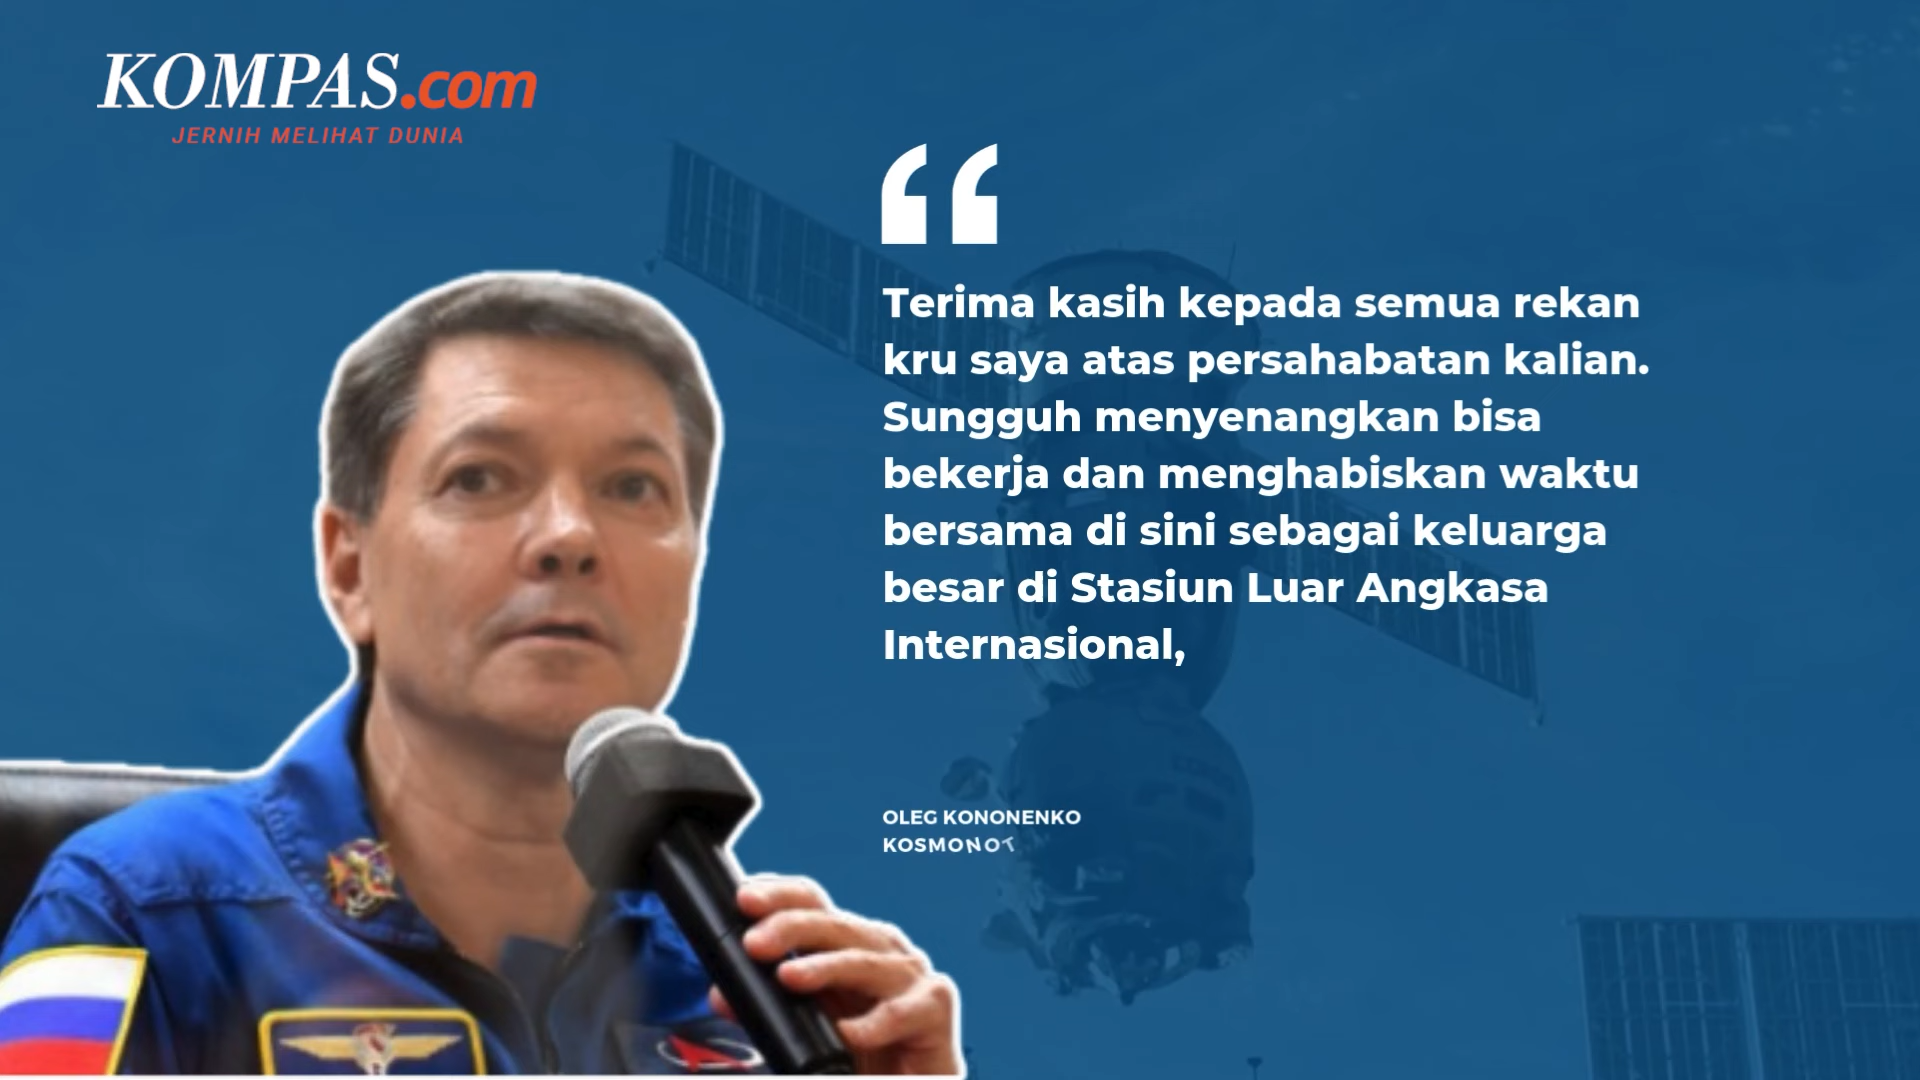 KOMPAS.com
JERNIH MELIHAT DUNIA
“
Terima kasih kepada semua rekan
kru saya atas persahabatan kalian.
Sungguh menyenangkan bisa
bekerja dan menghabiskan waktu
bersama di sini sebagai keluarga
besar di Stasiun Luar Angkasa
Internasional,
OLEG KONONENKO
KOSMONOT